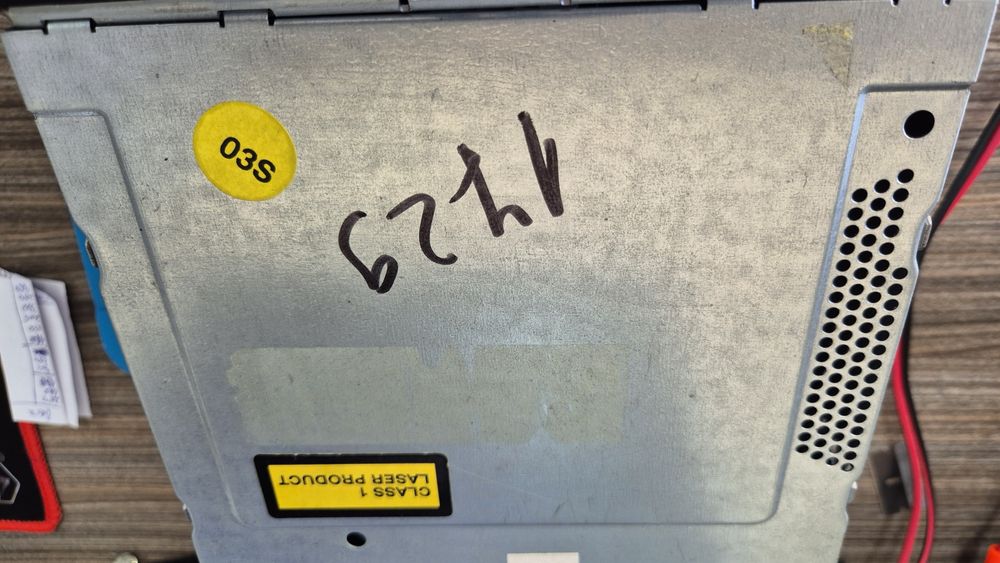 03S
1429
CLASS 1
LASER PRODUCT